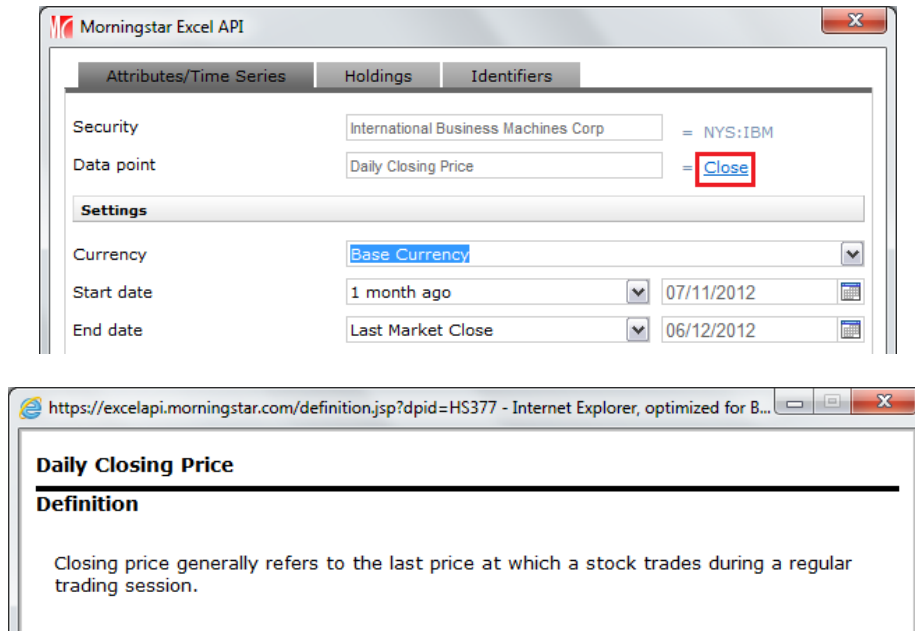 Morningstar Excel API
Attributes/Time Series Holdings Identifiers
Security International Business Machines Corp = NYS:IBM
Data point Daily Closing Price = Close
Settings
Currency Base Currency
Start date 1 month ago 07/11/2012
End date Last Market Close 06/12/2012
https://excelapi.morningstar.com/definition.jsp?dpid=HS377 - Internet Explorer, optimized for B...
Daily Closing Price
Definition
Closing price generally refers to the last price at which a stock trades during a regular
trading session.